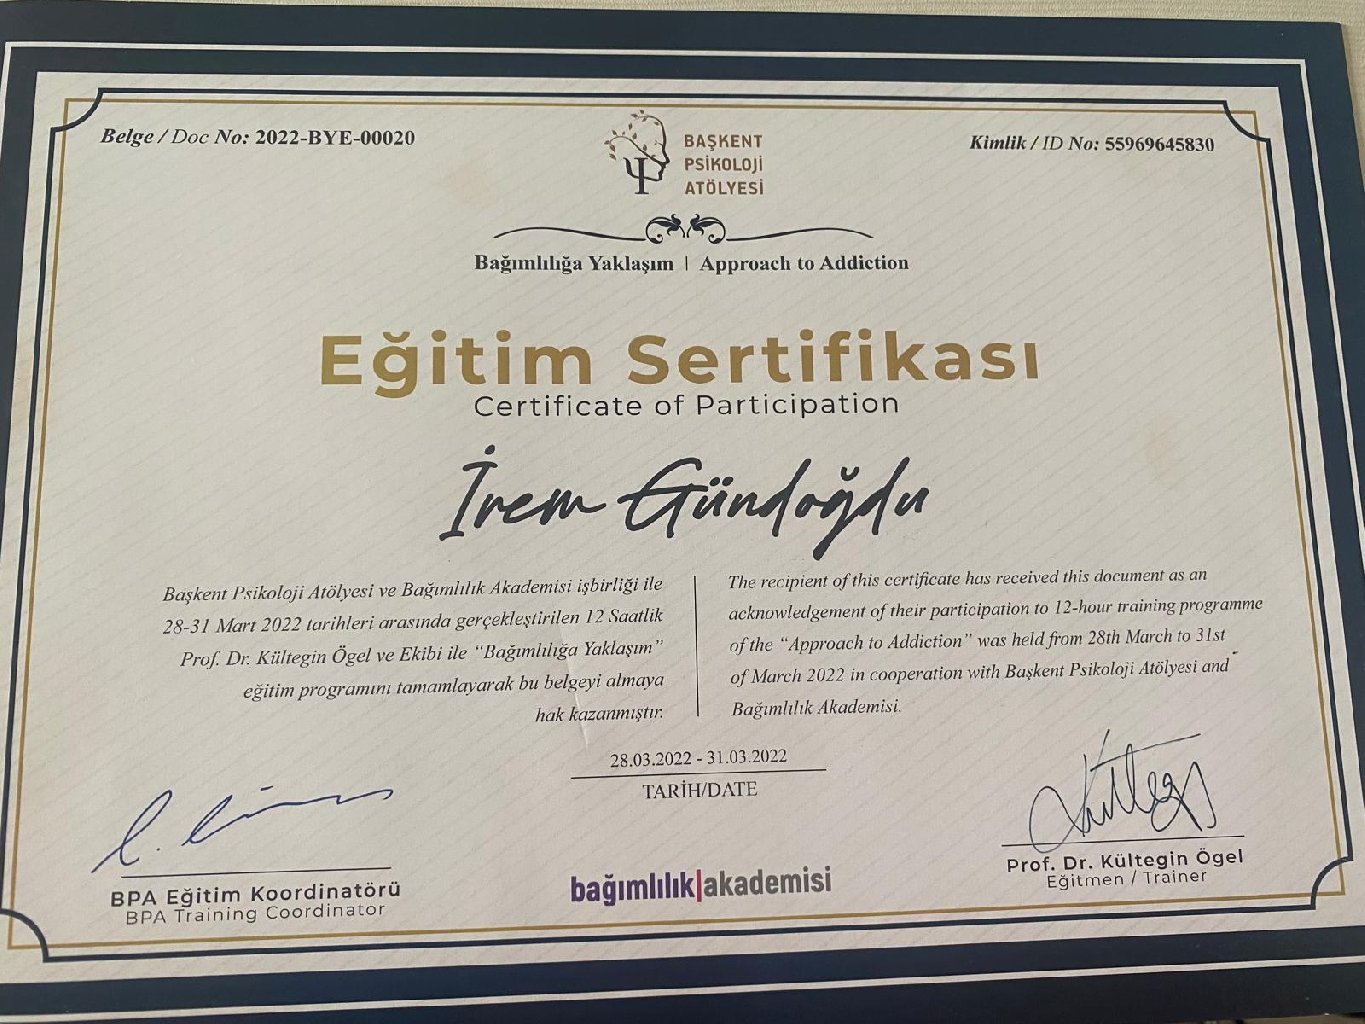 Belge / Doc No: 2022-BYE-00020
BAŞKENT
PSİKOLOJİ
ATÖLYESİ
Kimlik / ID No: 55969645830
Bağımlılığa Yaklaşım | Approach to Addiction
Eğitim Sertifikası
Certificate of Participation
İrem Gündoğdu
Başkent Psikoloji Atölyesi ve Bağımlılık Akademisi işbirliği ile
28-31 Mart 2022 tarihleri arasında gerçekleştirilen 12 Saatlik
Prof. Dr. Kültegin Ögel ve Ekibi ile “Bağımlılığa Yaklaşım”
eğitim programını tamamlayarak bu belgeyi almaya
hak kazanmıştır.
The recipient of this certificate has received this document as an
acknowledgement of their participation to 12-hour training programme
of the “Approach to Addiction” was held from 28th March to 31st
of March 2022 in cooperation with Başkent Psikoloji Atölyesi and
Bağımlılık Akademisi.
28.03.2022 - 31.03.2022
TARİH/DATE
BPA Eğitim Koordinatörü
BPA Training Coordinator
bağımlılık|akademisi
Prof. Dr. Kültegin Ögel
Eğitmen / Trainer